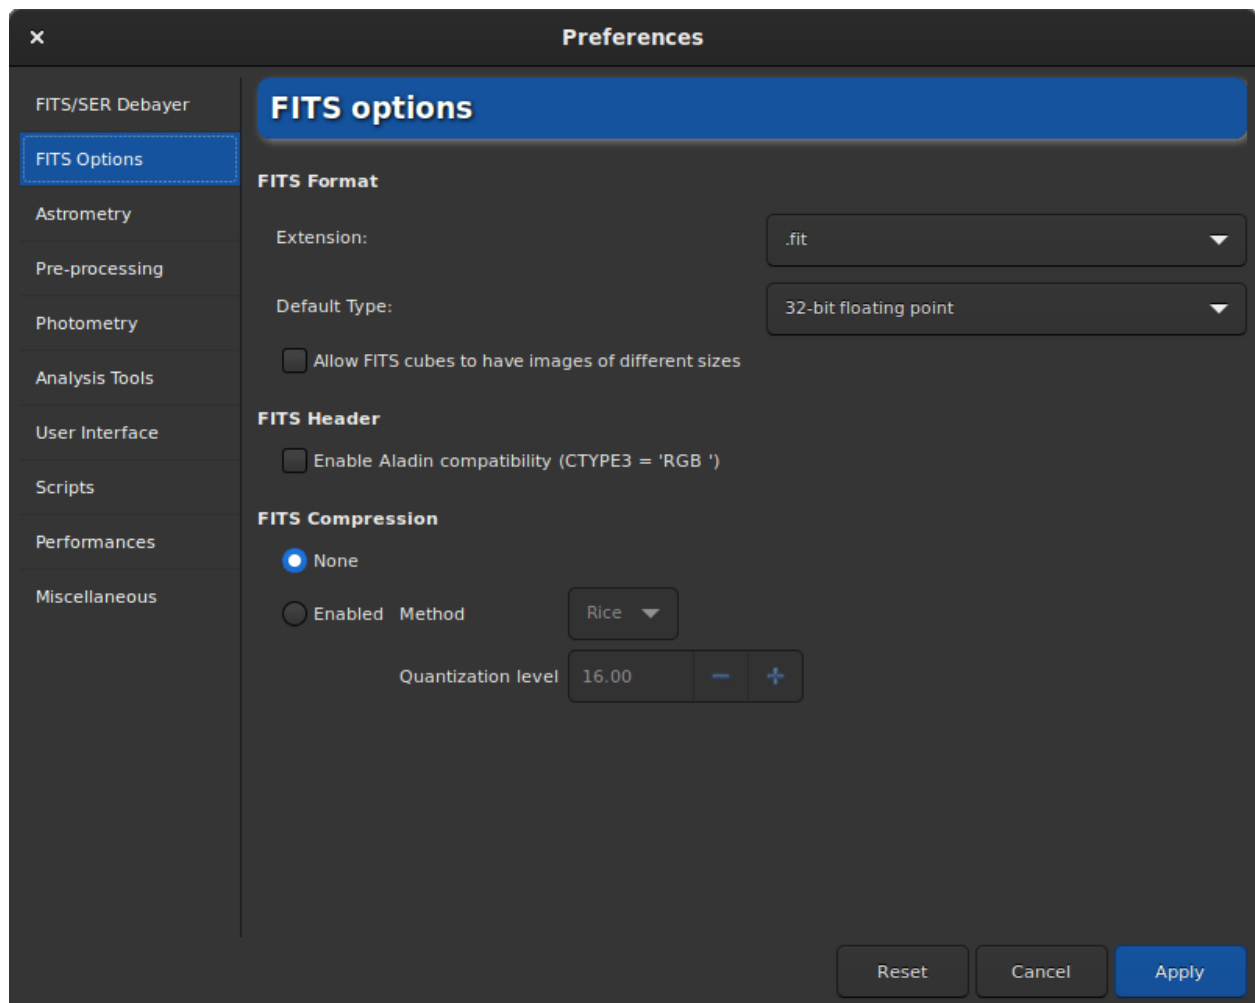 Preferences
FITS/SER Debayer
FITS Options
Astrometry
Pre-processing
Photometry
Analysis Tools
User Interface
Scripts
Performances
Miscellaneous
FITS options
FITS Format
Extension: .fit
Default Type: 32-bit floating point
Allow FITS cubes to have images of different sizes
FITS Header
Enable Aladin compatibility (CTYPE3 = 'RGB ')
FITS Compression
None
Enabled Method Rice
Quantization level 16.00
Reset Cancel Apply